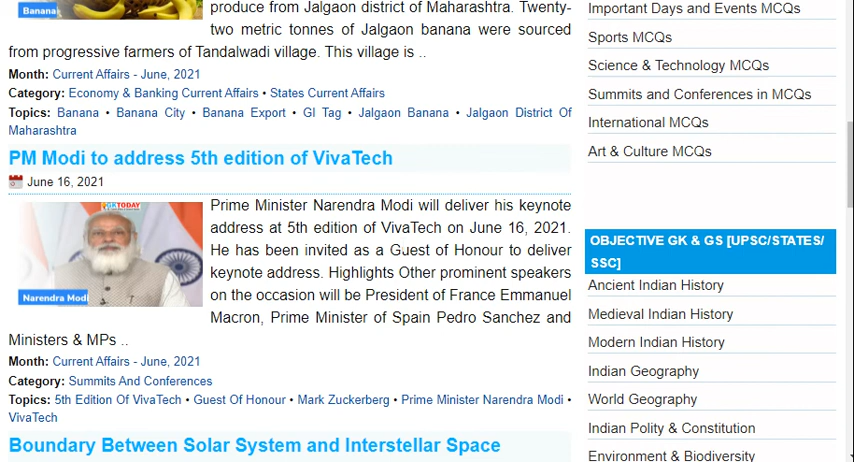 produce from Jalgaon district of Maharashtra. Twenty-
Banana
two metric tonnes of Jalgaon banana were sourced
from progressive farmers of Tandalwadi village. This village is ..
Month: Current Affairs - June, 2021
Category: Economy & Banking Current Affairs • States Current Affairs
Topics: Banana • Banana City • Banana Export • GI Tag • Jalgaon Banana • Jalgaon District Of
Maharashtra
PM Modi to address 5th edition of VivaTech
June 16, 2021
GKTODAY
Narendra Modi
Prime Minister Narendra Modi will deliver his keynote
address at 5th edition of VivaTech on June 16, 2021.
He has been invited as a Guest of Honour to deliver
keynote address. Highlights Other prominent speakers
on the occasion will be President of France Emmanuel
Macron, Prime Minister of Spain Pedro Sanchez and
Ministers & MPs ..
Month: Current Affairs - June, 2021
Category: Summits And Conferences
Topics: 5th Edition Of VivaTech • Guest Of Honour • Mark Zuckerberg • Prime Minister Narendra Modi •
VivaTech
Boundary Between Solar System and Interstellar Space
Important Days and Events MCQs
Sports MCQs
Science & Technology MCQs
Summits and Conferences in MCQs
International MCQs
Art & Culture MCQs
OBJECTIVE GK & GS [UPSC/STATES/
SSC]
Ancient Indian History
Medieval Indian History
Modern Indian History
Indian Geography
World Geography
Indian Polity & Constitution
Environment & Biodiversity